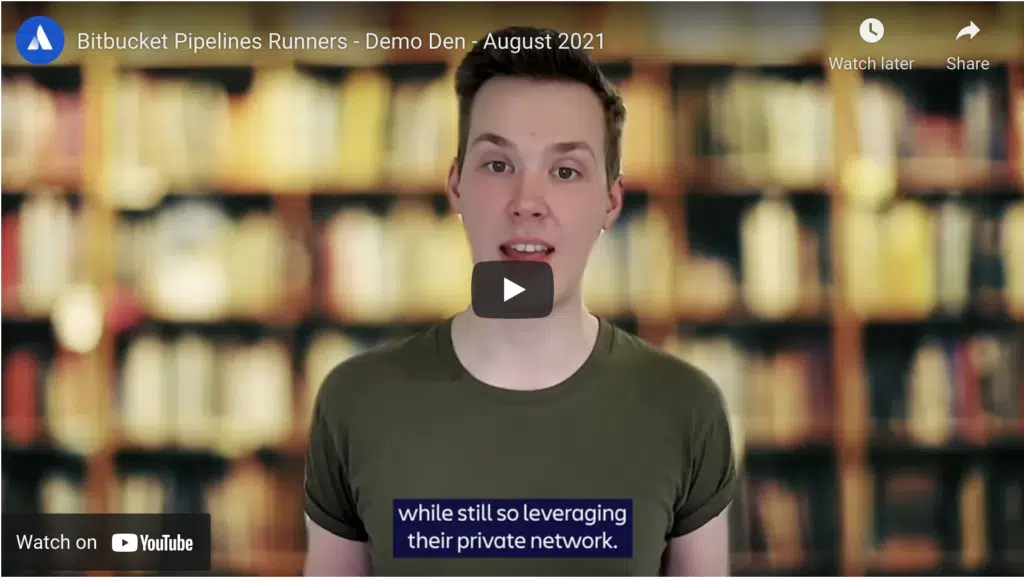 Bitbucket Pipelines Runners - Demo Den - August 2021
Watch later
Share
while still so leveraging
their private network.
Watch on YouTube